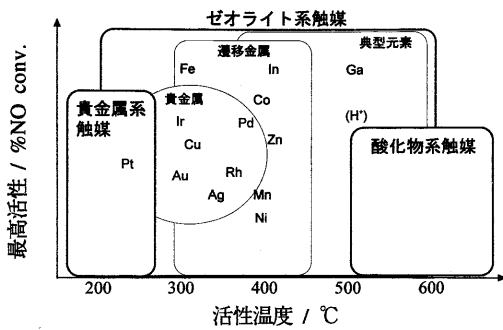 ゼオライト系触媒
典型元素
遷移金属
Fe
In
Ga
貴金属
Co
(H⁺)
貴金属系
触媒
Ir
Pd
Cu
Zn
酸化物系触媒
Pt
Au
Rh
Ag
Mn
Ni
最高活性 / %NO conv.
200 300 400 500 600
活性温度 / ℃